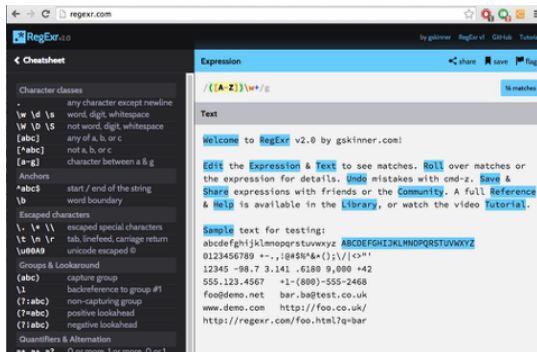 regexr.com
RegExr v2.0
by gskinner RegExr v1 GitHub Tutorial
Cheatsheet
Character classes
. any character except newline
\w \d \s word, digit, whitespace
\W \D \S not word, digit, whitespace
[abc] any of a, b, or c
[^abc] not a, b, or c
[a-g] character between a & g
Anchors
^abc$ start / end of the string
\b word boundary
Escaped characters
\. \* \\ escaped special characters
\t \n \r tab, linefeed, carriage return
\u00A9 unicode escaped ©
Groups & Lookaround
(abc) capture group
\1 backreference to group #1
(?:abc) non-capturing group
(?=abc) positive lookahead
(?!abc) negative lookahead
Quantifiers & Alternation
Expression
share save flags
/([A-Z])\w+/g
16 matches
Text
Welcome to RegExr v2.0 by gskinner.com!
Edit the Expression & Text to see matches. Roll over matches or
the expression for details. Undo mistakes with cmd-z. Save &
Share expressions with friends or the Community. A full Reference
& Help is available in the Library, or watch the video Tutorial.
Sample text for testing:
abcdefghijklmnopqrstuvwxyz ABCDEFGHIJKLMNOPQRSTUVWXYZ
0123456789 +-.,!@#$%^&*();\/|<>"'
12345 -98.7 3.141 .6180 9,000 +42
555.123.4567 +1-(800)-555-2468
foo@demo.net bar.ba@test.co.uk
www.demo.com http://foo.co.uk/
http://regexr.com/foo.html?q=bar